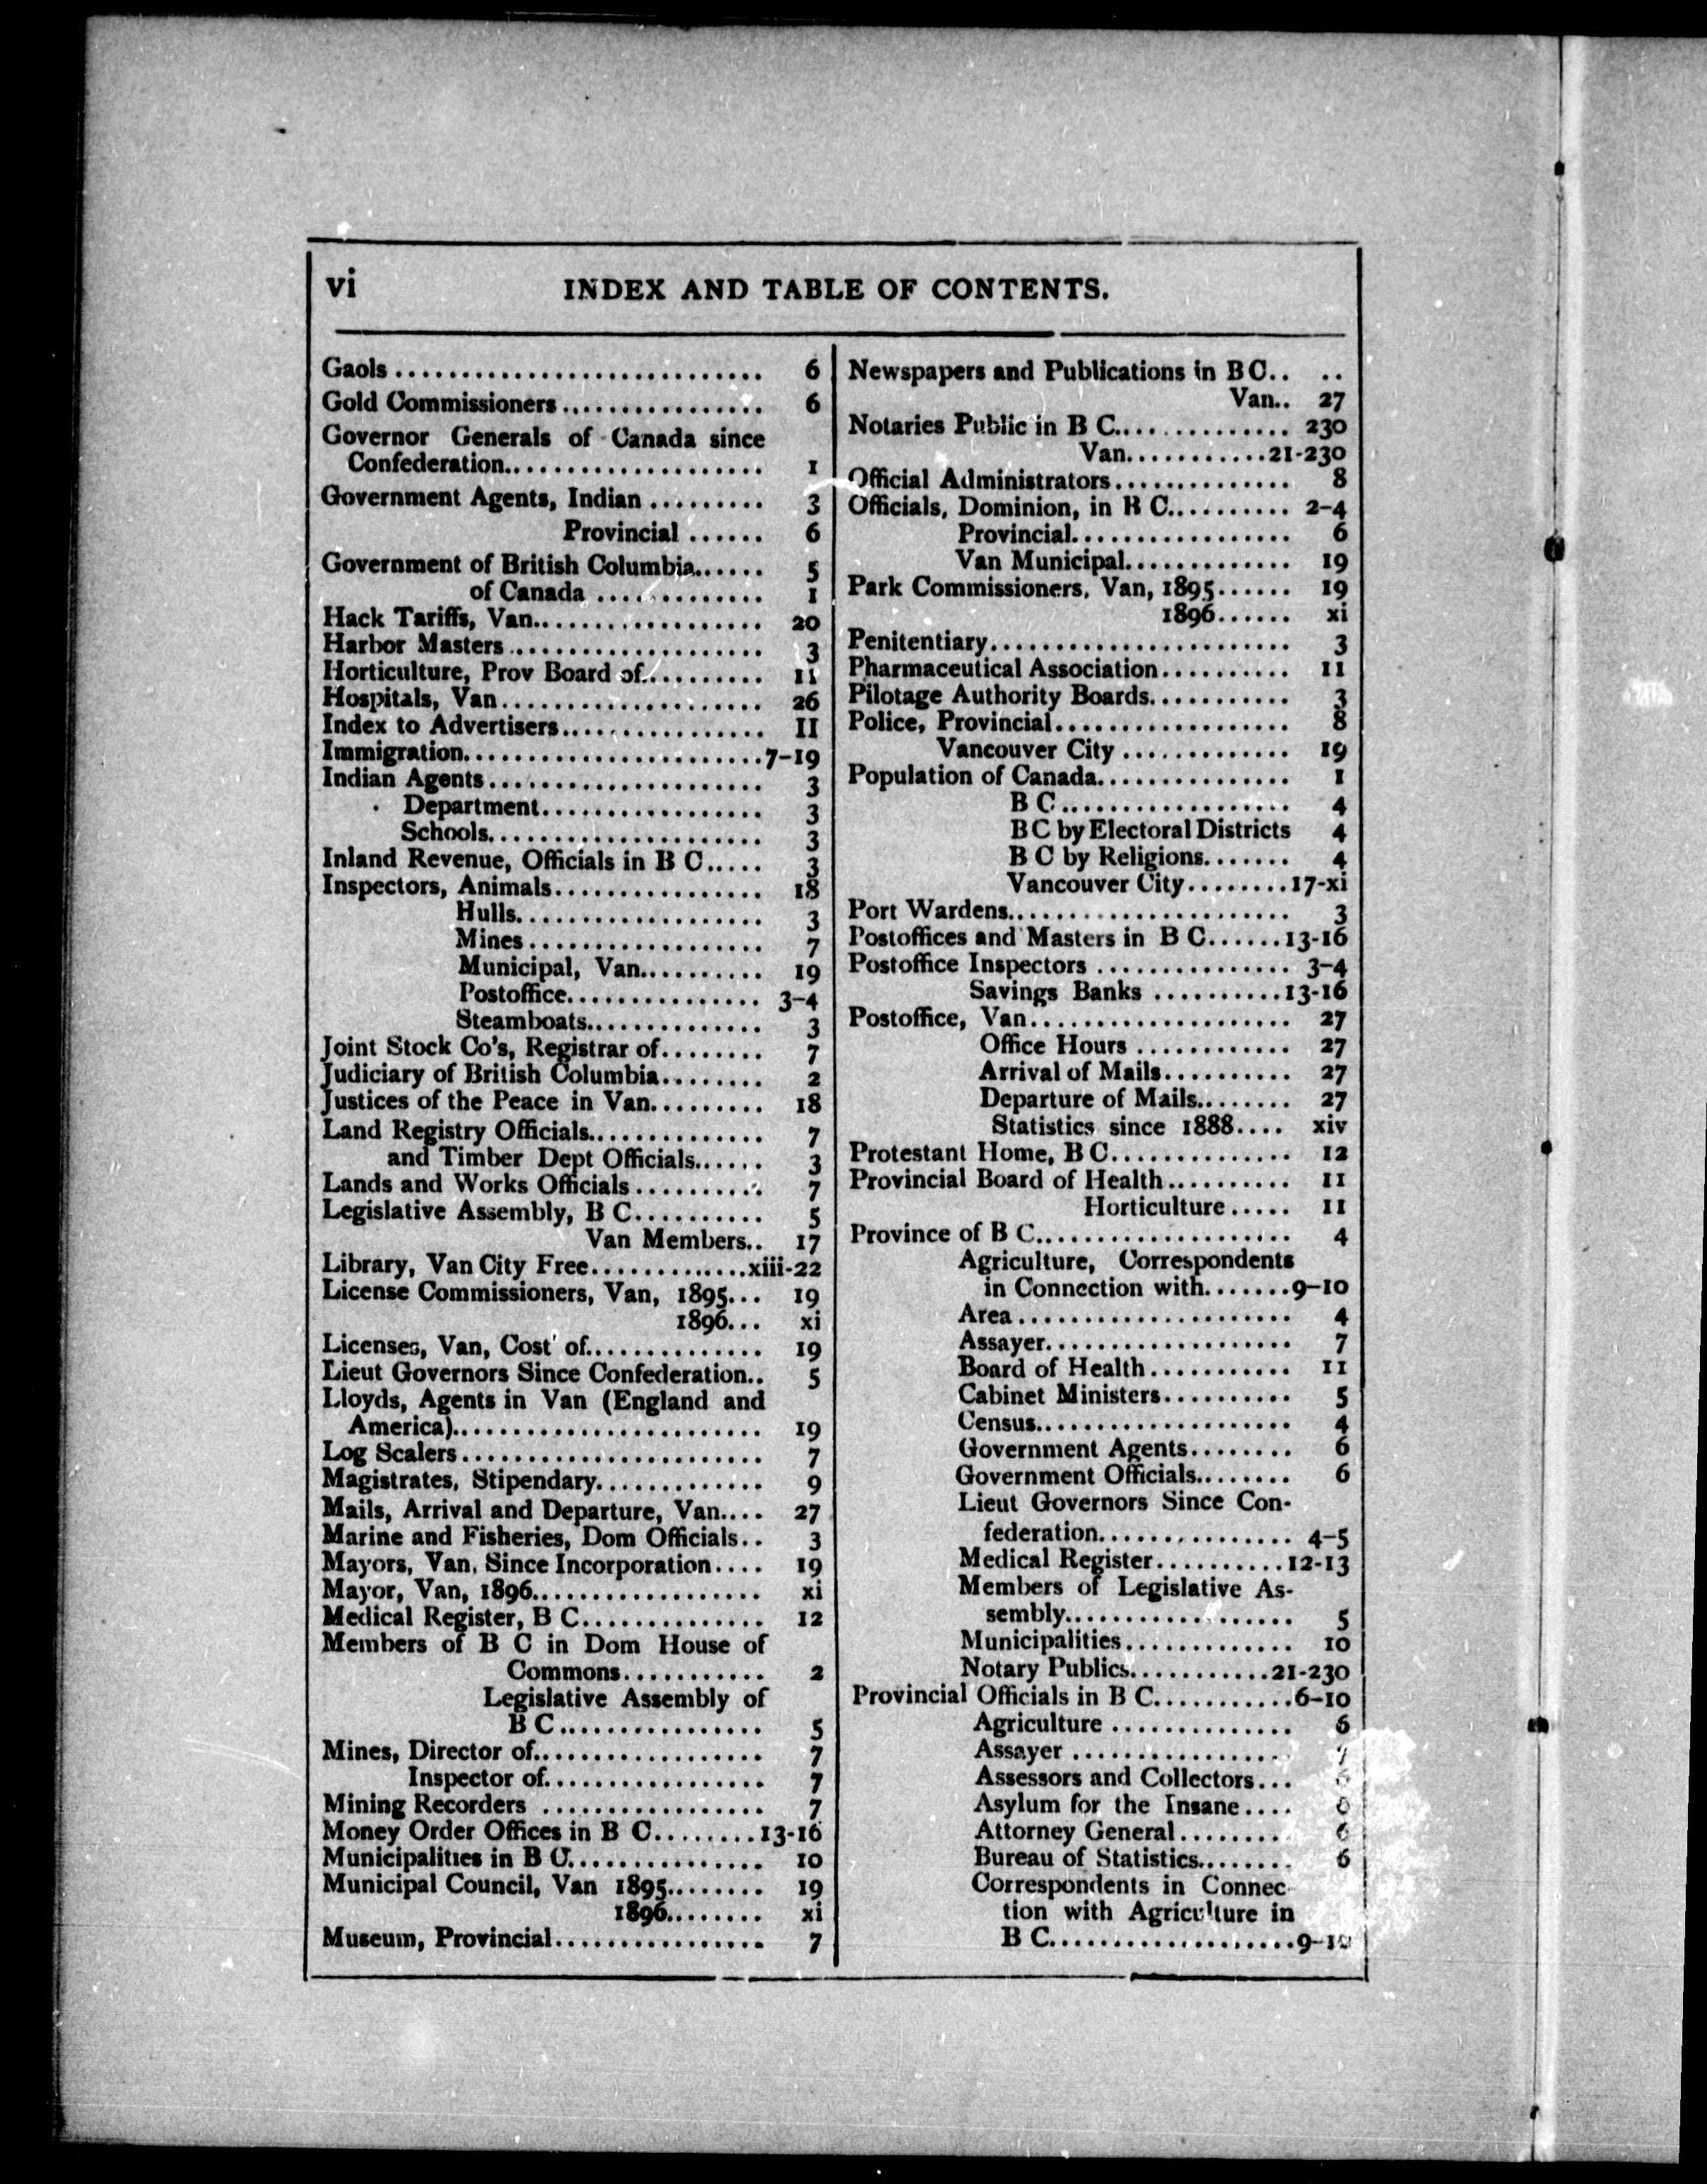 vi INDEX AND TABLE OF CONTENTS.
Gaols............................ 6
Gold Commissioners................ 6
Governor Generals of Canada since
Confederation.................... 1
Government Agents, Indian......... 3
Provincial...... 6
Government of British Columbia...... 5
of Canada............. 1
Hack Tariffs, Van.................. 20
Harbor Masters.................... 3
Horticulture, Prov Board of.......... 11
Hospitals, Van.................... 26
Index to Advertisers................ II
Immigration.......................7-19
Indian Agents..................... 3
Department................. 3
Schools..................... 3
Inland Revenue, Officials in B C..... 3
Inspectors, Animals................ 18
Hulls................... 3
Mines.................. 7
Municipal, Van.......... 19
Postoffice............... 3-4
Steamboats.............. 3
Joint Stock Co's, Registrar of........ 7
Judiciary of British Columbia........ 2
Justices of the Peace in Van......... 18
Land Registry Officials.............. 7
and Timber Dept Officials...... 3
Lands and Works Officials.......... 7
Legislative Assembly, B C.......... 5
Van Members.. 17
Library, Van City Free.............xiii-22
License Commissioners, Van, 1895... 19
1896... xi
Licenses, Van, Cost of.............. 19
Lieut Governors Since Confederation.. 5
Lloyds, Agents in Van (England and
America)........................ 19
Log Scalers....................... 7
Magistrates, Stipendary............. 9
Mails, Arrival and Departure, Van.... 27
Marine and Fisheries, Dom Officials.. 3
Mayors, Van, Since Incorporation.... 19
Mayor, Van, 1896.................. xi
Medical Register, B C.............. 12
Members of B C in Dom House of
Commons........... 2
Legislative Assembly of
B C................ 5
Mines, Director of.................. 7
Inspector of................. 7
Mining Recorders ................. 7
Money Order Offices in B C........13-16
Municipalities in B C............... 10
Municipal Council, Van 1895........ 19
1896........ xi
Museum, Provincial................ 7
Newspapers and Publications in B C.. ..
Van.. 27
Notaries Public in B C.............. 230
Van...........21-230
Official Administrators.............. 8
Officials, Dominion, in B C.......... 2-4
Provincial................. 6
Van Municipal............. 19
Park Commissioners, Van, 1895...... 19
1896...... xi
Penitentiary....................... 3
Pharmaceutical Association.......... 11
Pilotage Authority Boards........... 3
Police, Provincial.................. 8
Vancouver City............. 19
Population of Canada............... 1
B C.................. 4
B C by Electoral Districts 4
B C by Religions....... 4
Vancouver City........17-xi
Port Wardens...................... 3
Postoffices and Masters in B C......13-16
Postoffice Inspectors............... 3-4
Savings Banks ..........13-16
Postoffice, Van.................... 27
Office Hours............ 27
Arrival of Mails.......... 27
Departure of Mails........ 27
Statistics since 1888.... xiv
Protestant Home, B C.............. 12
Provincial Board of Health.......... 11
Horticulture..... 11
Province of B C.................... 4
Agriculture, Correspondents
in Connection with.......9-10
Area..................... 4
Assayer................... 7
Board of Health........... 11
Cabinet Ministers.......... 5
Census.................... 4
Government Agents........ 6
Government Officials........ 6
Lieut Governors Since Con-
federation............... 4-5
Medical Register..........12-13
Members of Legislative As-
sembly.................. 5
Municipalities............. 10
Notary Publics...........21-230
Provincial Officials in B C...........6-10
Agriculture.............. 6
Assayer.................
Assessors and Collectors...
Asylum for the Insane....
Attorney General......... 6
Bureau of Statistics........ 6
Correspondents in Connec-
tion with Agriculture in
B C...................9-10